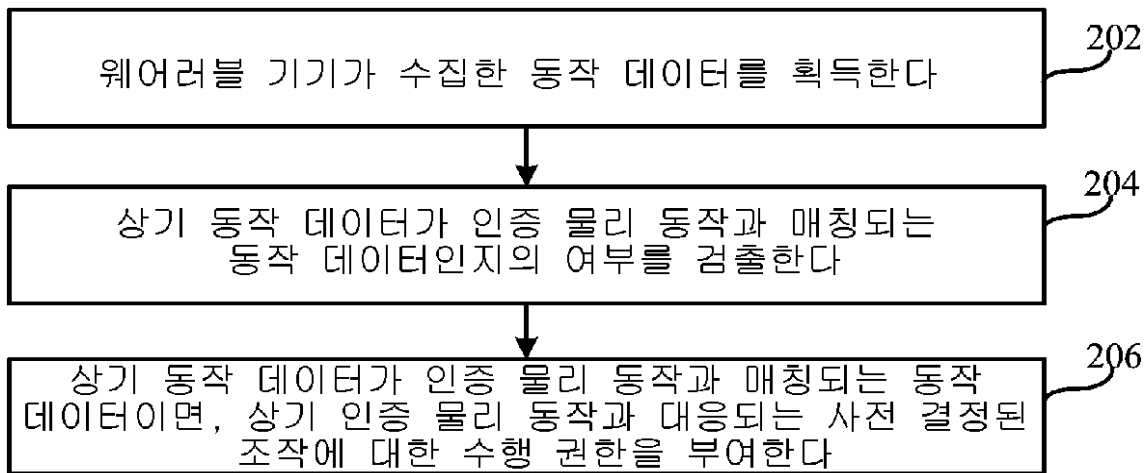 웨어러블 기기가 수집한 동작 데이터를 획득한다
202
상기 동작 데이터가 인증 물리 동작과 매칭되는
동작 데이터인지의 여부를 검출한다
204
상기 동작 데이터가 인증 물리 동작과 매칭되는 동작
데이터이면, 상기 인증 물리 동작과 대응되는 사전 결정된
조작에 대한 수행 권한을 부여한다
206